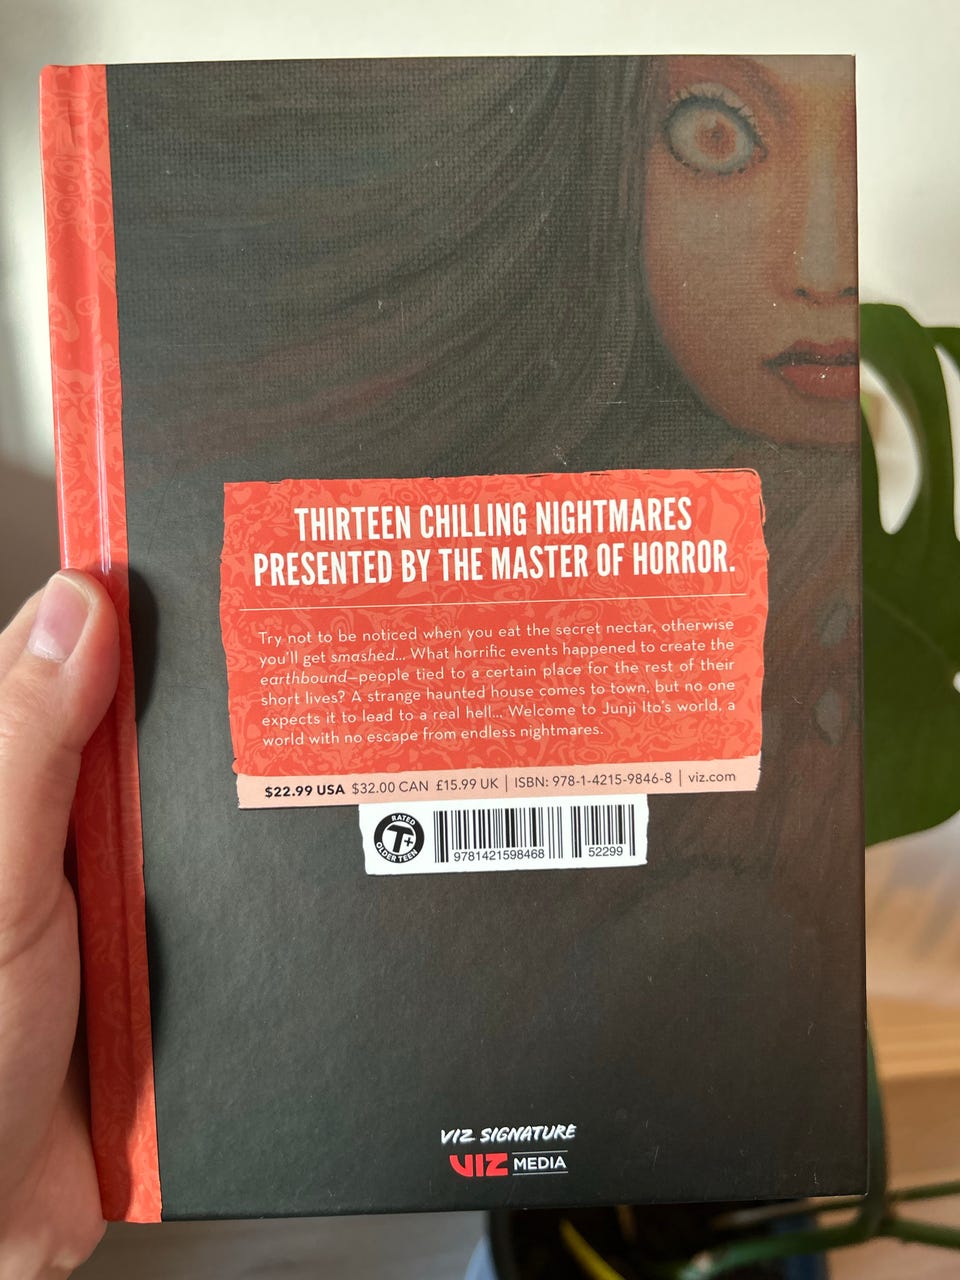 THIRTEEN CHILLING NIGHTMARES
PRESENTED BY THE MASTER OF HORROR.
Try not to be noticed when you eat the secret nectar, otherwise
you'll get smashed... What horrific events happened to create the
earthbound—people tied to a certain place for the rest of their
short lives? A strange haunted house comes to town, but no one
expects it to lead to a real hell... Welcome to Junji Ito's world, a
world with no escape from endless nightmares.
$22.99 USA $32.00 CAN £15.99 UK | ISBN: 978-1-4215-9846-8 | viz.com
RATED
T+
OLDER TEEN
9781421598468
52299
VIZ SIGNATURE
VIZ MEDIA